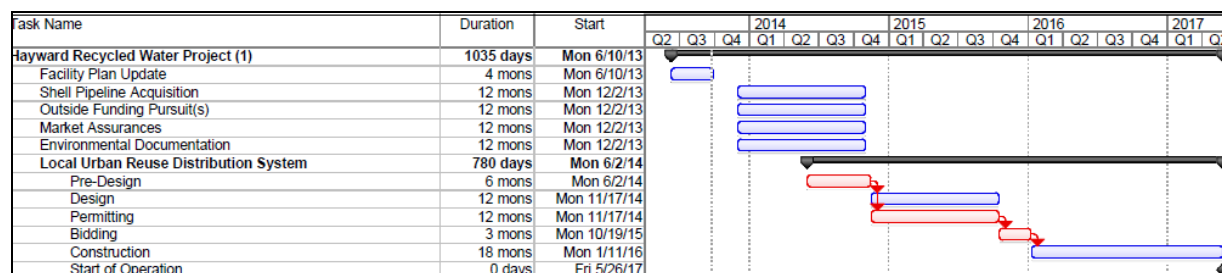 Task Name Duration Start 2014 2015 2016 2017
Q2 Q3 Q4 Q1 Q2 Q3 Q4 Q1 Q2 Q3 Q4 Q1 Q2 Q3 Q4 Q1
Hayward Recycled Water Project (1) 1035 days Mon 6/10/13
Facility Plan Update 4 mons Mon 6/10/13
Shell Pipeline Acquisition 12 mons Mon 12/2/13
Outside Funding Pursuit(s) 12 mons Mon 12/2/13
Market Assurances 12 mons Mon 12/2/13
Environmental Documentation 12 mons Mon 12/2/13
Local Urban Reuse Distribution System 780 days Mon 6/2/14
Pre-Design 6 mons Mon 6/2/14
Design 12 mons Mon 11/17/14
Permitting 12 mons Mon 11/17/14
Bidding 3 mons Mon 10/19/15
Construction 18 mons Mon 1/11/16
Start of Operation 0 days Fri 5/26/17